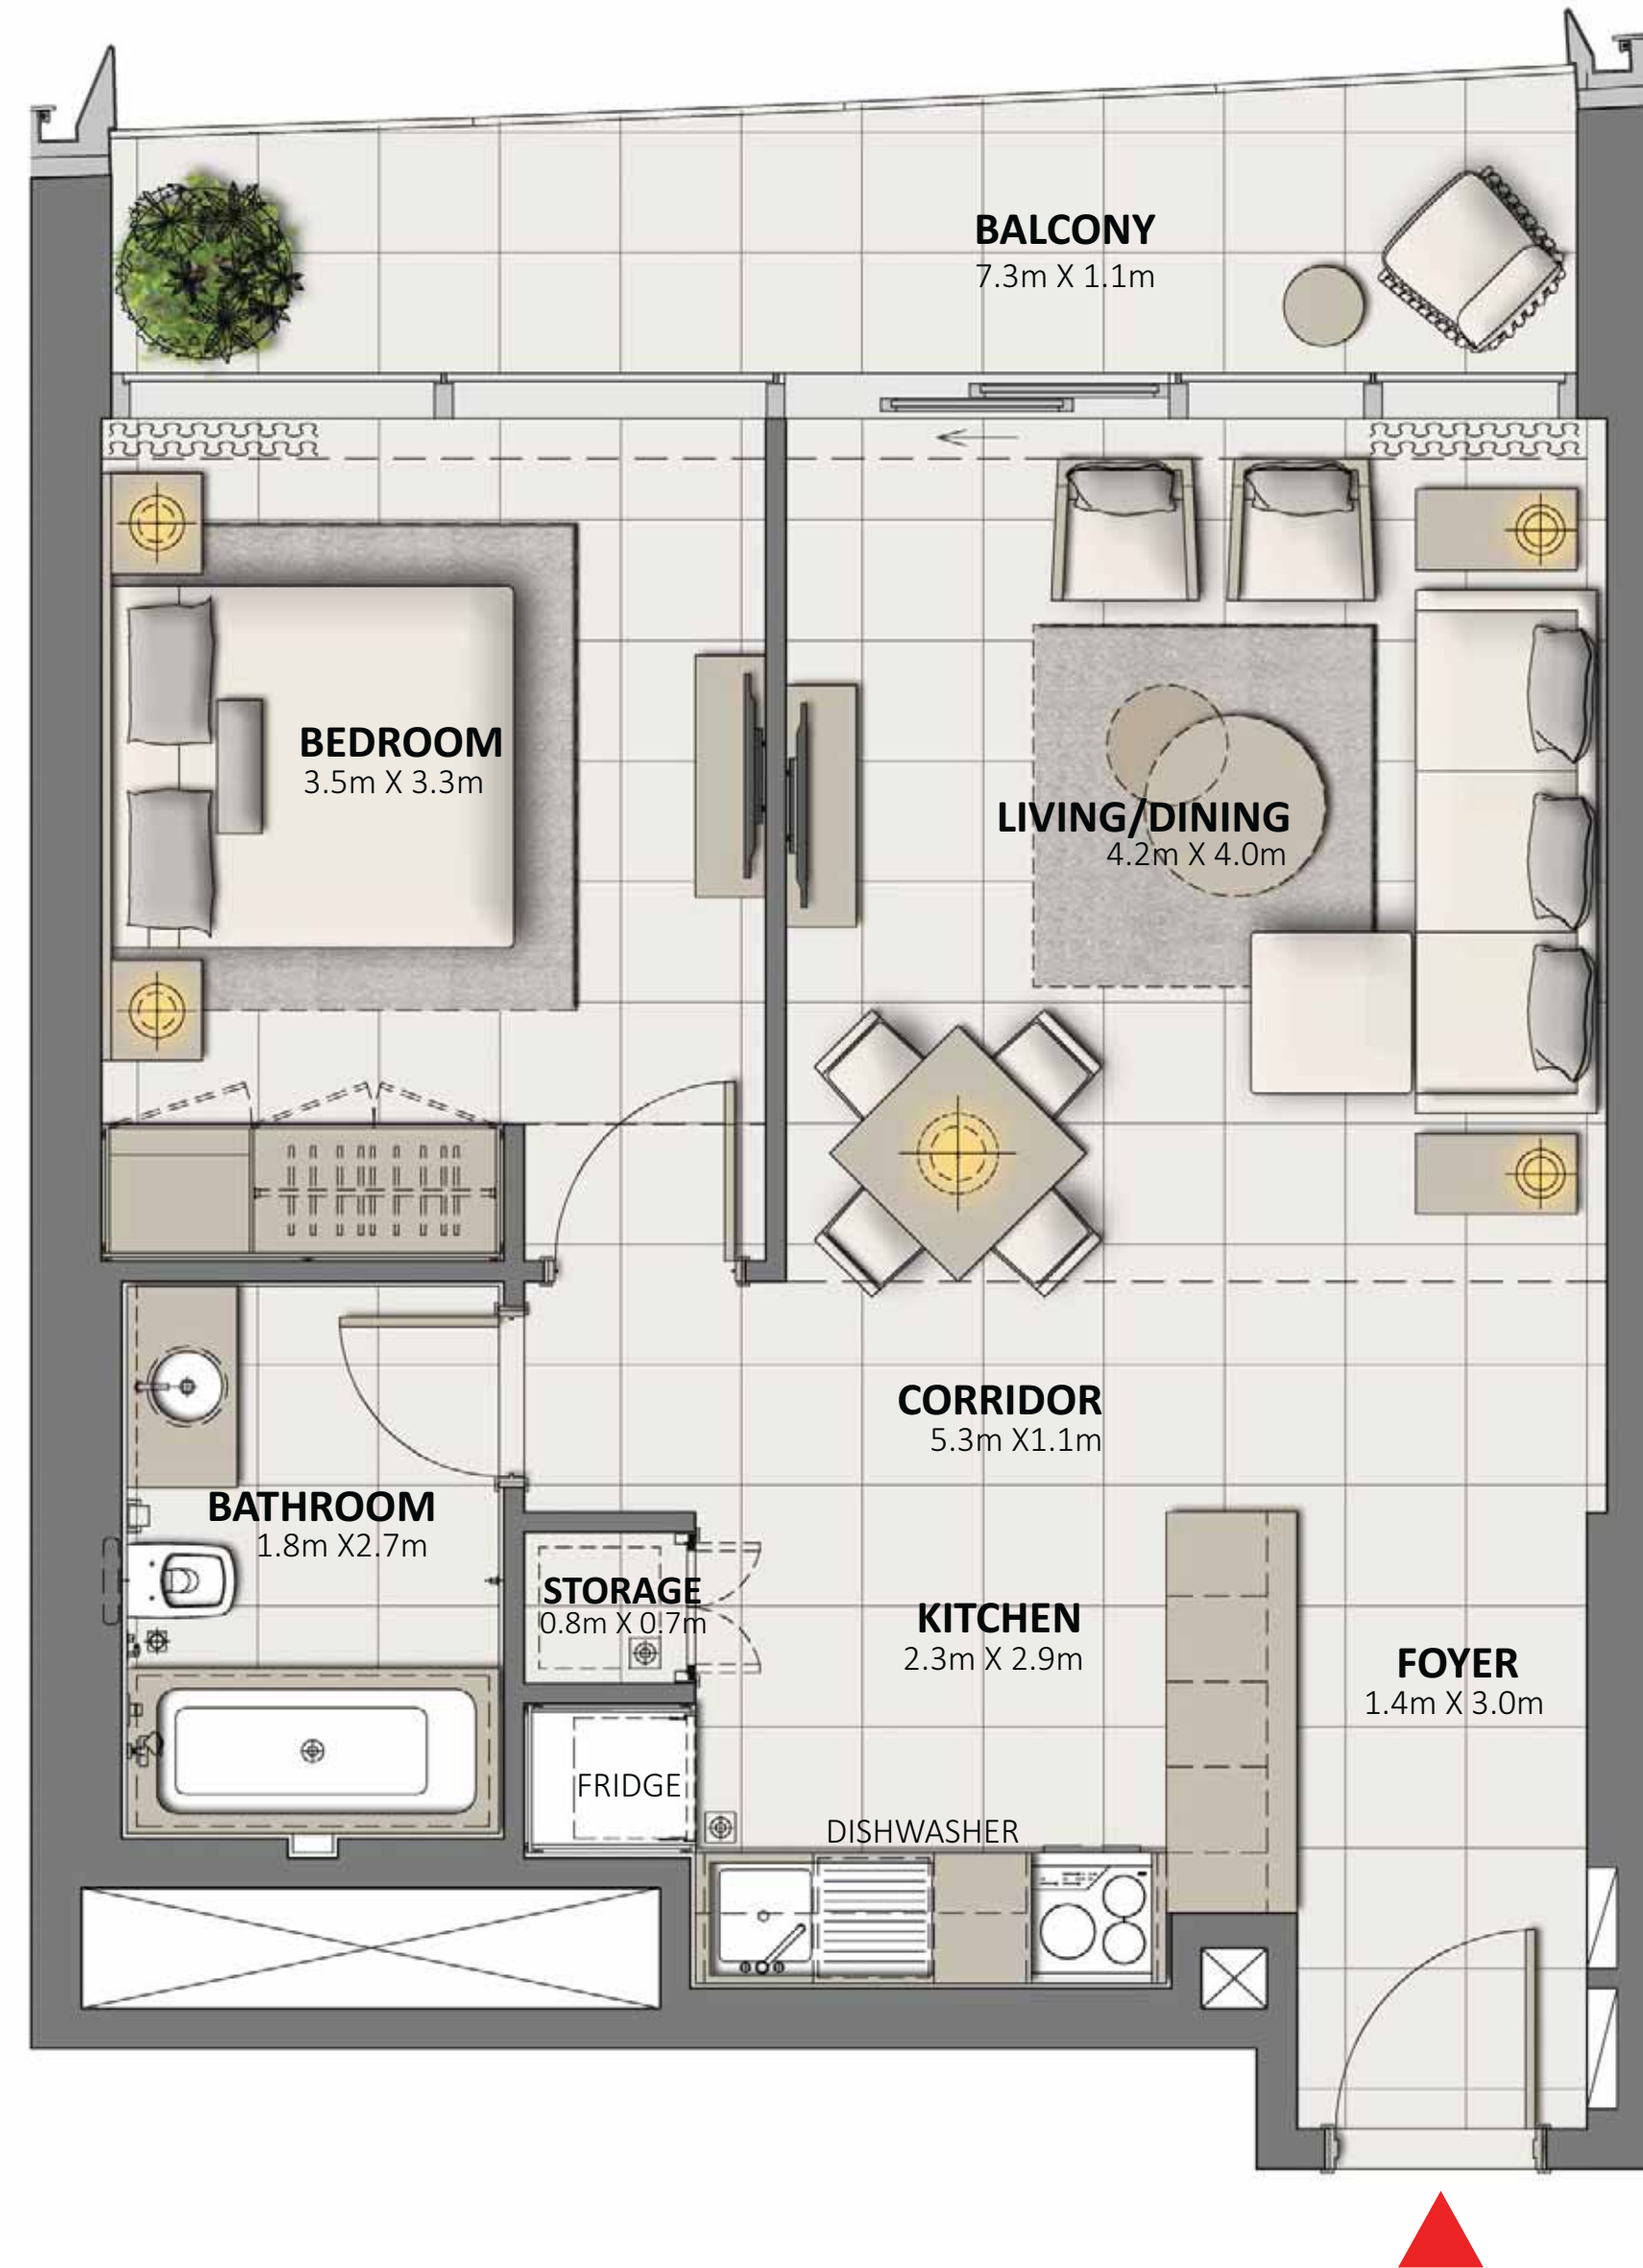 BALCONY
7.3m X 1.1m
BEDROOM
3.5m X 3.3m
LIVING/DINING
4.2m X 4.0m
CORRIDOR
5.3m X1.1m
BATHROOM
1.8m X2.7m
STORAGE
0.8m X 0.7m
KITCHEN
2.3m X 2.9m
FOYER
1.4m X 3.0m
FRIDGE
DISHWASHER